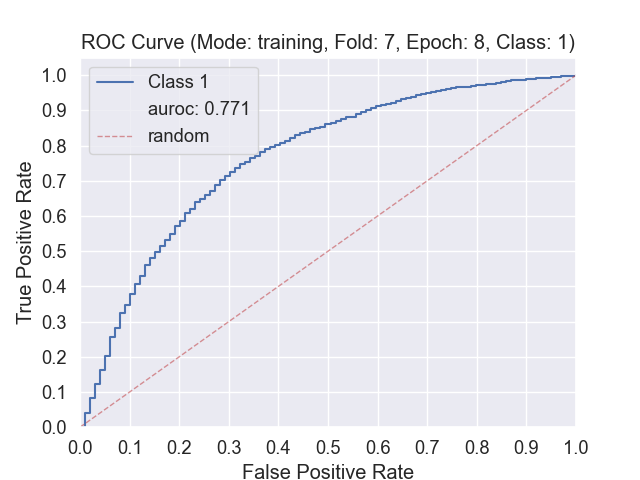 ROC Curve (Mode: training, Fold: 7, Epoch: 8, Class: 1)
Class 1
auroc: 0.771
random
True Positive Rate
1.0
0.9
0.8
0.7
0.6
0.5
0.4
0.3
0.2
0.1
0.0
0.0 0.1 0.2 0.3 0.4 0.5 0.6 0.7 0.8 0.9 1.0
False Positive Rate